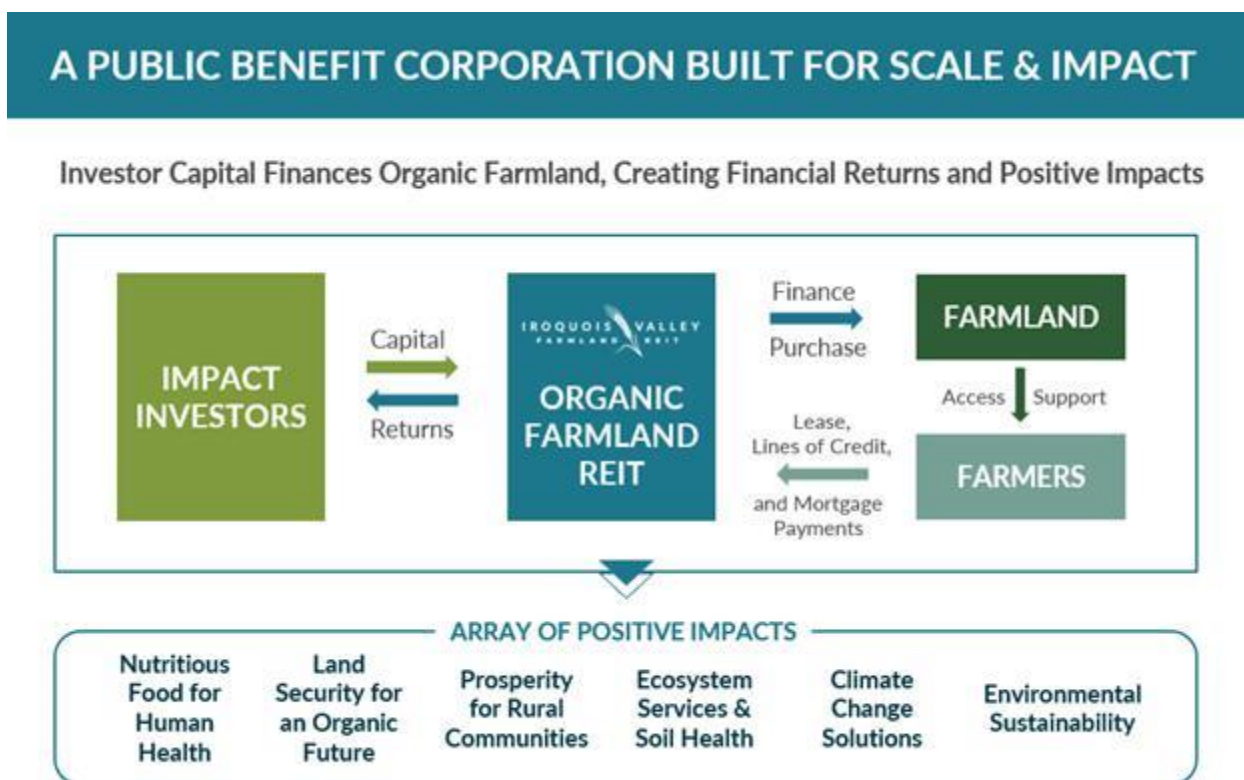 A PUBLIC BENEFIT CORPORATION BUILT FOR SCALE & IMPACT
Investor Capital Finances Organic Farmland, Creating Financial Returns and Positive Impacts
IMPACT
INVESTORS
Capital
Returns
IROQUOIS VALLEY
FARMLAND REIT
ORGANIC
FARMLAND
REIT
Finance
Purchase
FARMLAND
Access Support
Lease,
Lines of Credit,
and Mortgage
Payments
FARMERS
ARRAY OF POSITIVE IMPACTS
Nutritious
Food for
Human
Health
Land
Security for
an Organic
Future
Prosperity
for Rural
Communities
Ecosystem
Services &
Soil Health
Climate
Change
Solutions
Environmental
Sustainability